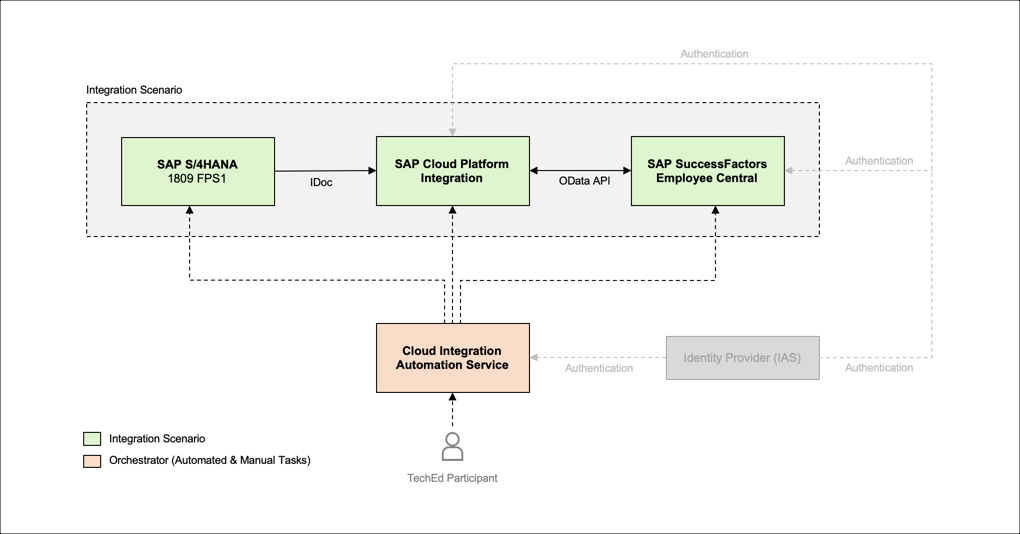 Authentication
Integration Scenario
SAP S/4HANA
1809 FPS1
IDoc
SAP Cloud Platform
Integration
OData API
SAP SuccessFactors
Employee Central
Authentication
Cloud Integration
Automation Service
Authentication
Identity Provider (IAS)
Authentication
TechEd Participant
Integration Scenario
Orchestrator (Automated & Manual Tasks)